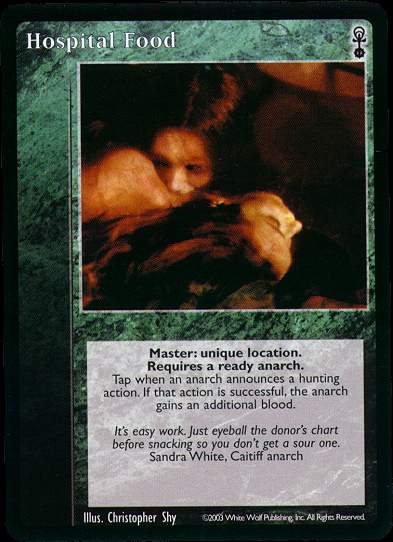 Hospital Food
Master: unique location.
Requires a ready anarch.
Tap when an anarch announces a hunting
action. If that action is successful, the anarch
gains an additional blood.
It's easy work. Just eyeball the donor's chart
before snacking so you don't get a sour one.
Sandra White, Caitiff anarch
Illus. Christopher Shy
©2003 White Wolf Publishing, Inc. All Rights Reserved.